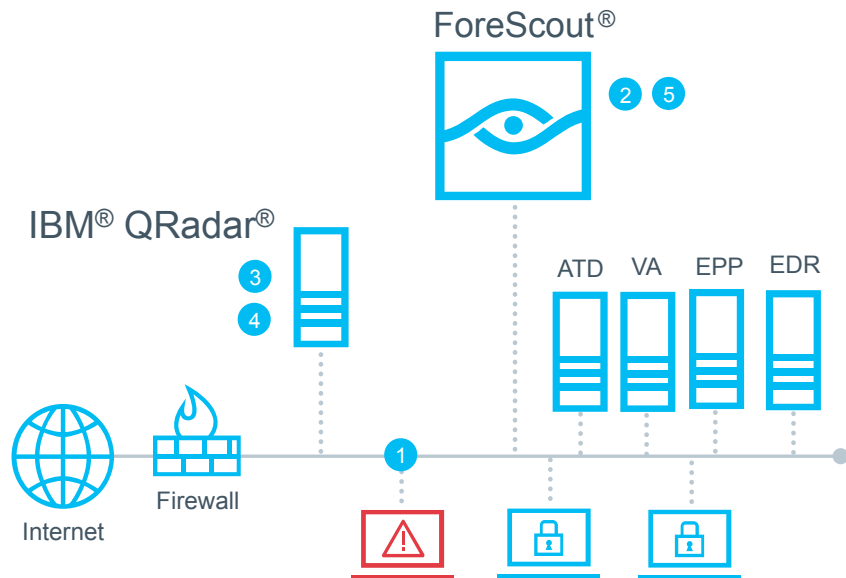 ForeScout®
2 5
IBM® QRadar®
3
4
ATD VA EPP EDR
1
Firewall
Internet